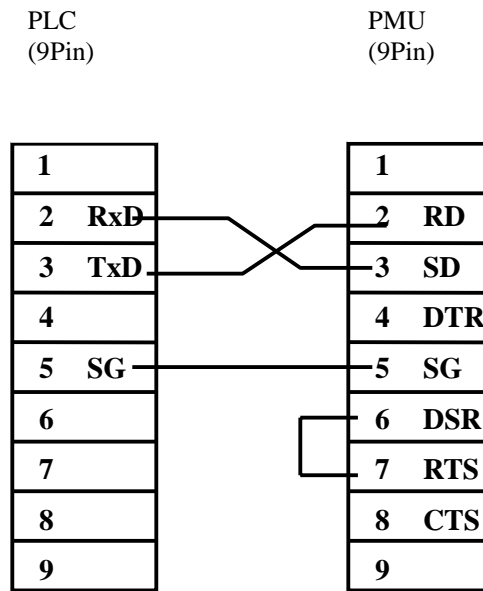 PLC
(9Pin)
PMU
(9Pin)
1
2 RxD
3 TxD
4
5 SG
6
7
8
9
1
2 RD
3 SD
4 DTR
5 SG
6 DSR
7 RTS
8 CTS
9